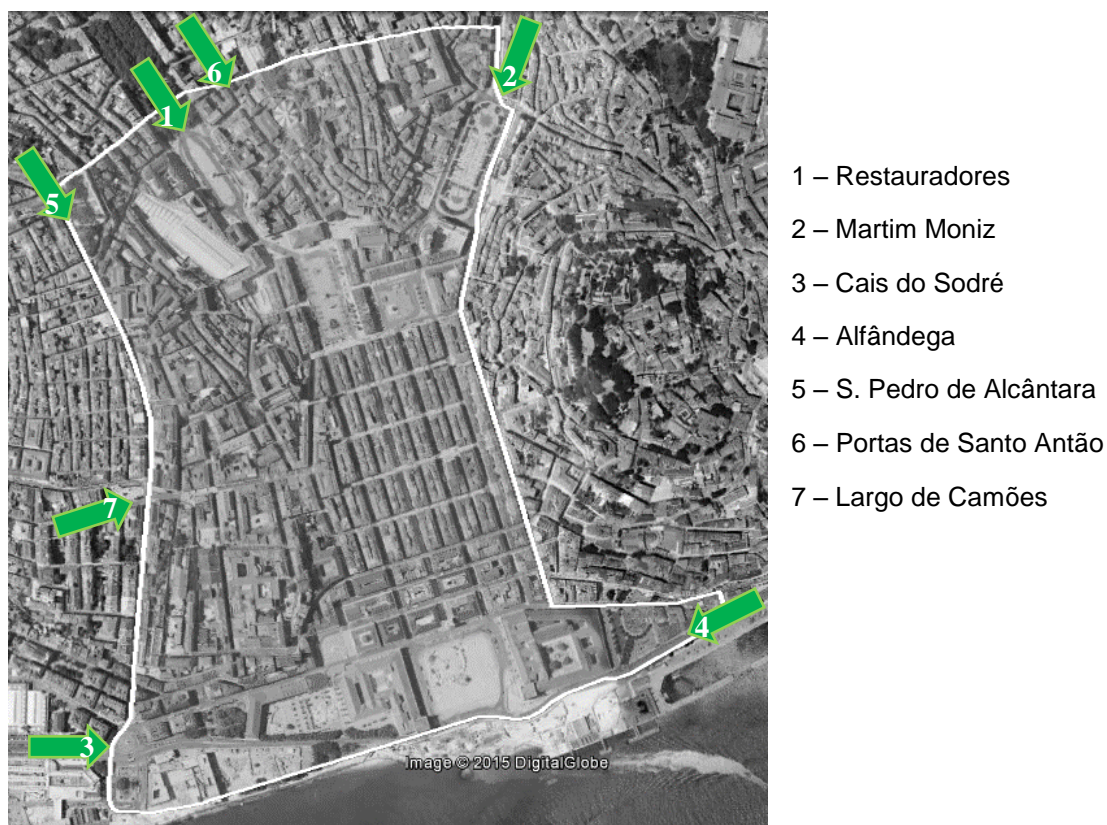 6
1
2
5
7
4
3
Image © 2015 DigitalGlobe
1 – Restauradores
2 – Martim Moniz
3 – Cais do Sodré
4 – Alfândega
5 – S. Pedro de Alcântara
6 – Portas de Santo Antão
7 – Largo de Camões